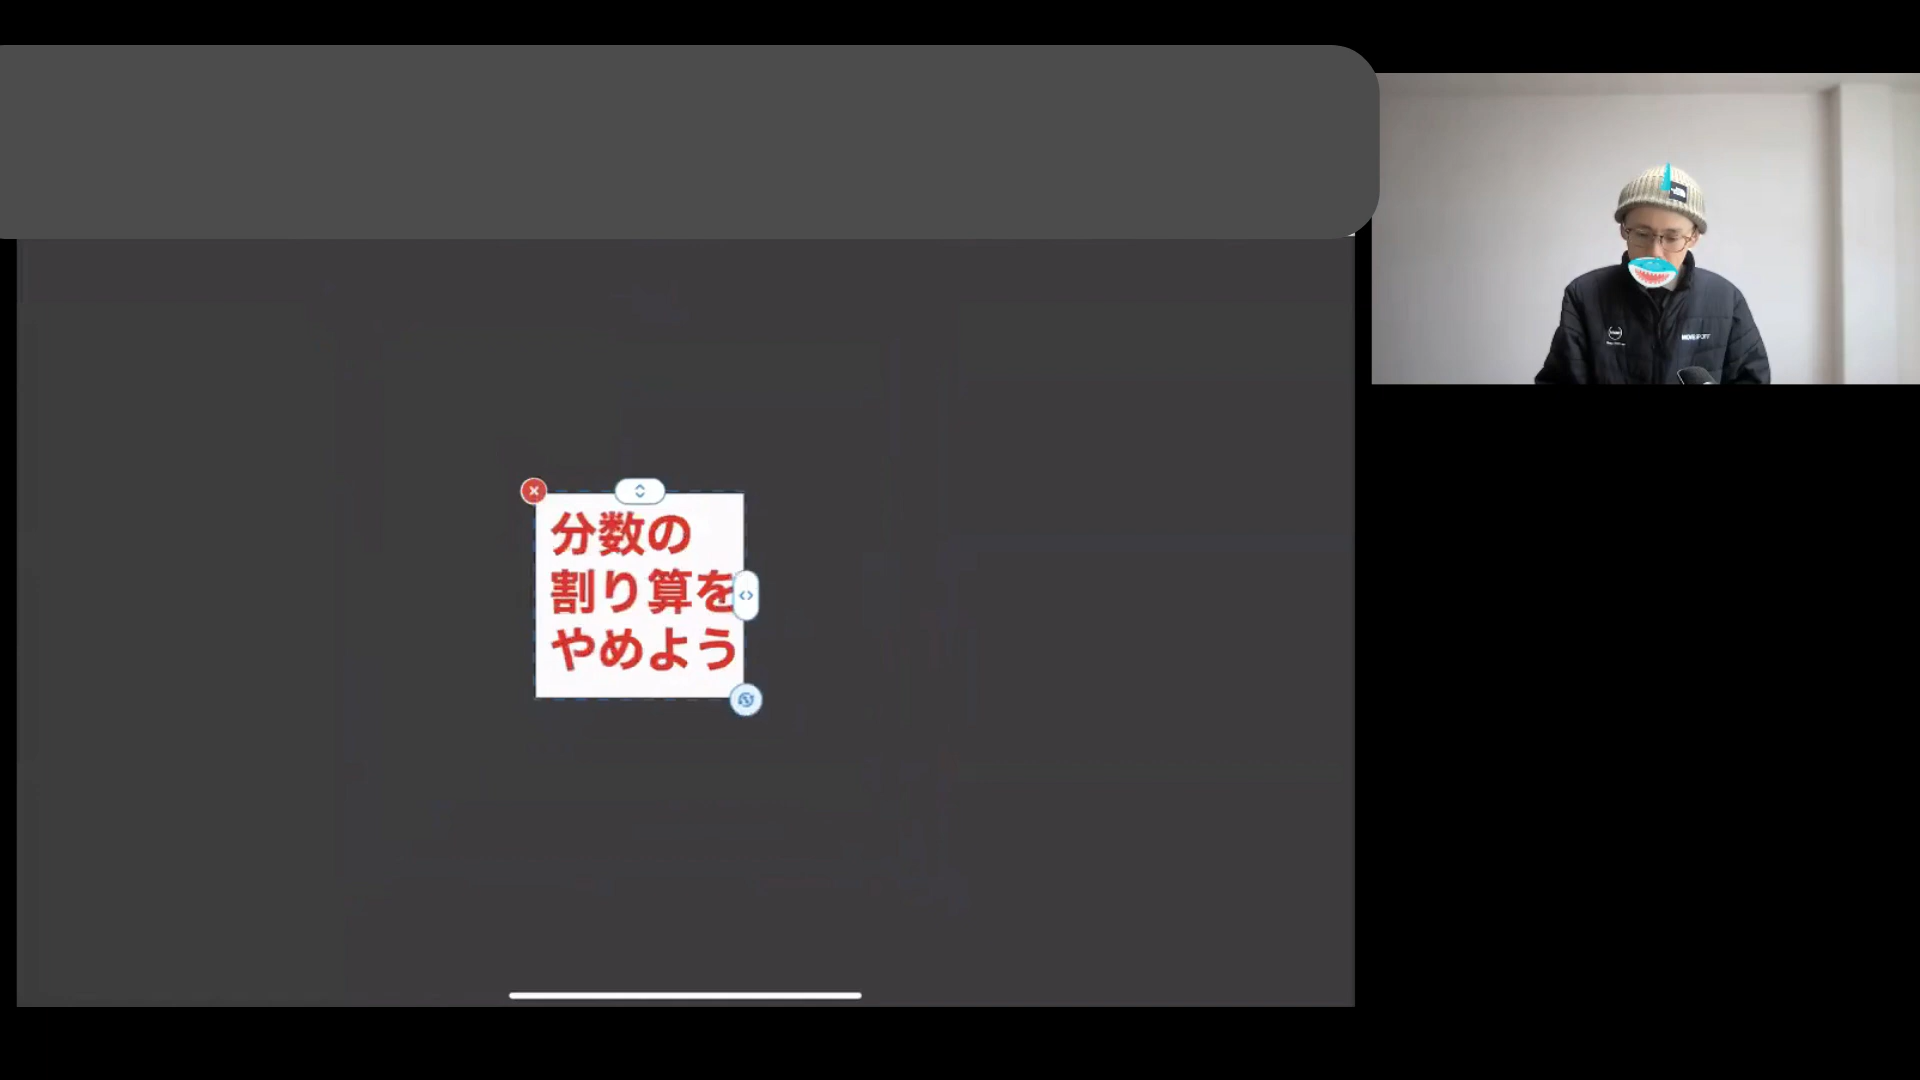 分数の
割り算を
やめよう